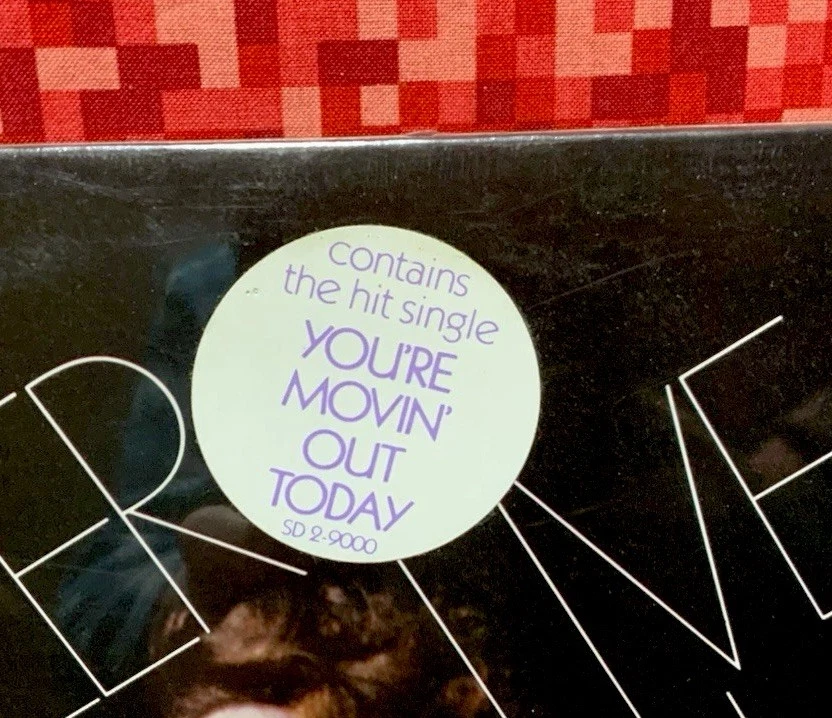 contains
the hit single
YOU'RE
MOVIN'
OUT
TODAY
SD 2-9000